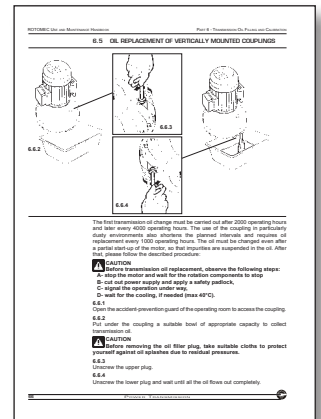 ROTOMEC USE AND MAINTENANCE HANDBOOK
PART 6 - TRANSMISSION OIL FILLING AND CALIBRATION
6.5 OIL REPLACEMENT OF VERTICALLY MOUNTED COUPLINGS
6.6.3
6.6.2
6.6.4
The first transmission oil change must be carried out after 2000 operating hours
and later every 4000 operating hours. The use of the coupling in particularly
dusty environments also shortens the planned intervals and requires oil
replacement every 1000 operating hours. The oil must be changed even after
a partial start-up of the motor, so that impurities are suspended in the oil. After
that, please follow the described procedure:
CAUTION
Before transmission oil replacement, observe the following steps:
A- stop the motor and wait for the rotation components to stop
B- cut out power supply and apply a safety padlock,
C- signal the operation under way,
D- wait for the cooling, if needed (max 40°C).
6.6.1
Open the accident-prevention guard of the operating room to access the coupling.
6.6.2
Put under the coupling a suitable bowl of appropriate capacity to collect
transmission oil.
CAUTION
Before removing the oil filler plug, take suitable cloths to protect
yourself against oil splashes due to residual pressures.
6.6.3
Unscrew the upper plug.
6.6.4
Unscrew the lower plug and wait until all the oil flows out completely.
POWER TRANSMISSION